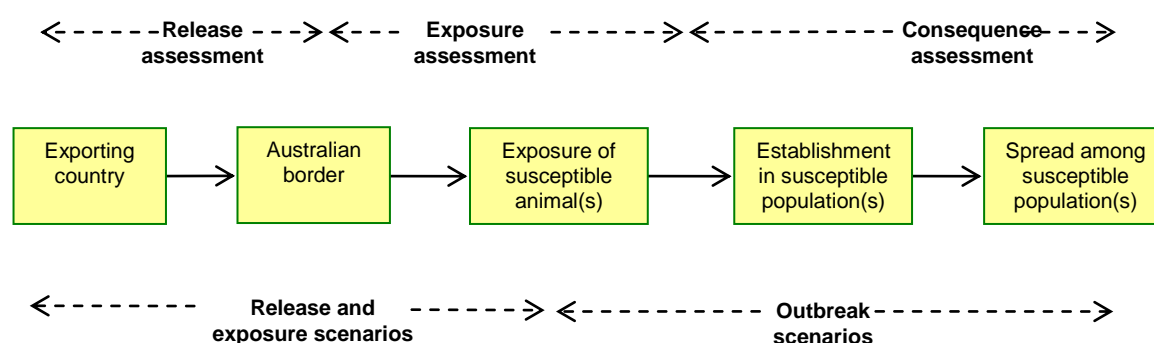 Release
assessment
Exposure
assessment
Consequence
assessment
Exporting
country
Australian
border
Exposure of
susceptible
animal(s)
Establishment
in susceptible
population(s)
Spread among
susceptible
population(s)
Release and
exposure scenarios
Outbreak
scenarios